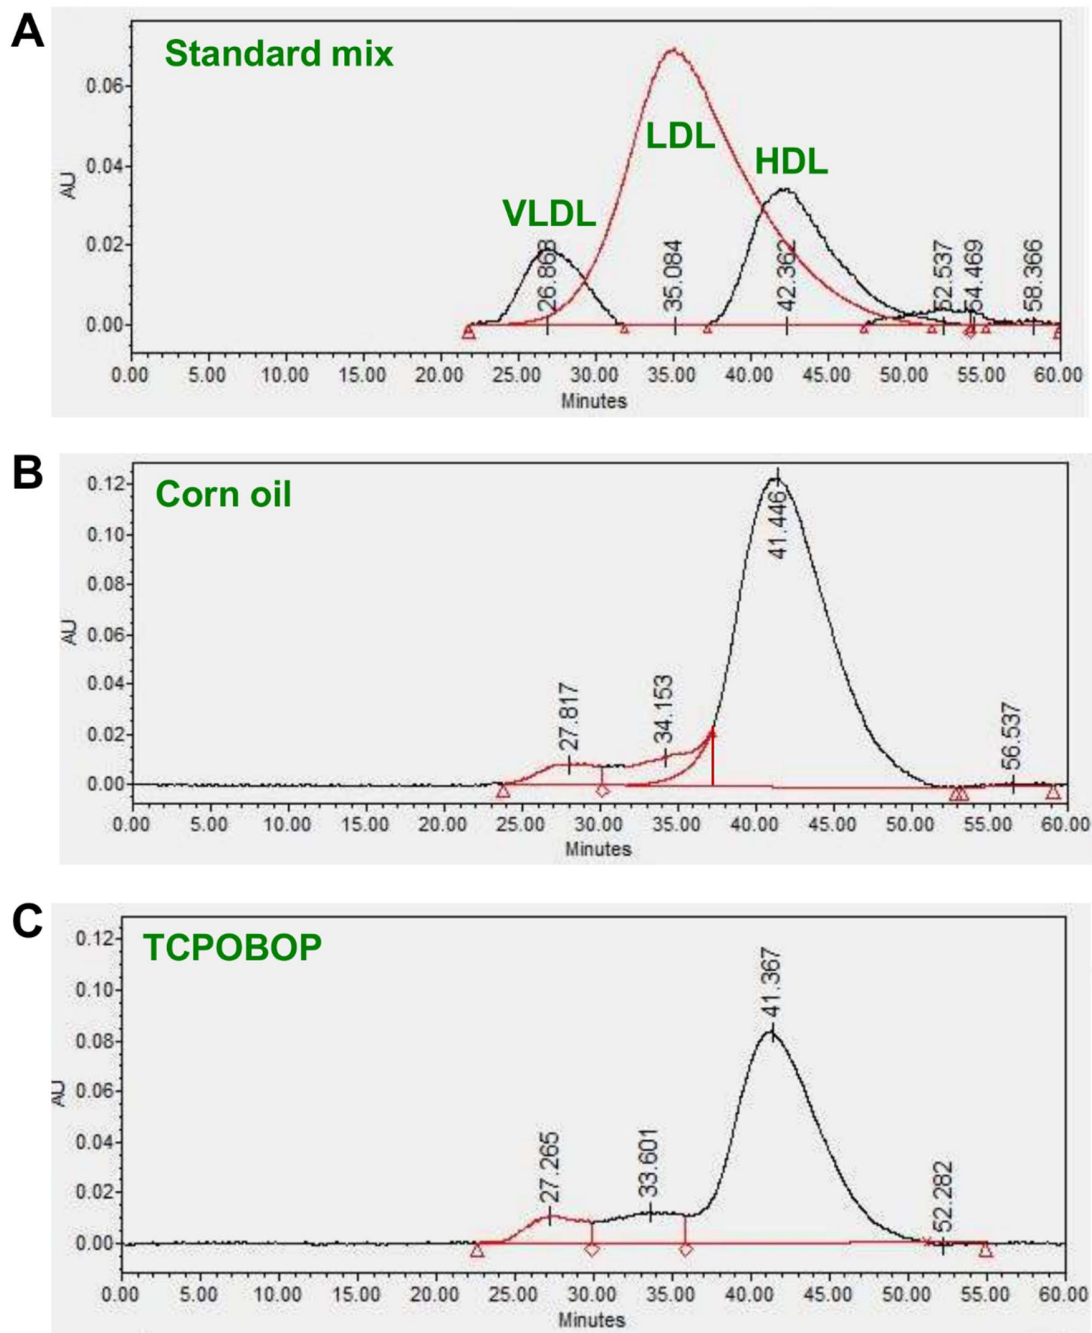 A
Standard mix
LDL
HDL
VLDL
AU
0.06
0.04
0.02
0.00
26.868
35.084
42.362
52.537
54.469
58.366
0.00 5.00 10.00 15.00 20.00 25.00 30.00 35.00 40.00 45.00 50.00 55.00 60.00
Minutes
B
Corn oil
AU
0.12
0.10
0.08
0.06
0.04
0.02
0.00
27.817
34.153
41.446
56.537
0.00 5.00 10.00 15.00 20.00 25.00 30.00 35.00 40.00 45.00 50.00 55.00 60.00
Minutes
C
TCPOBOP
AU
0.12
0.10
0.08
0.06
0.04
0.02
0.00
27.265
33.601
41.367
52.282
0.00 5.00 10.00 15.00 20.00 25.00 30.00 35.00 40.00 45.00 50.00 55.00 60.00
Minutes